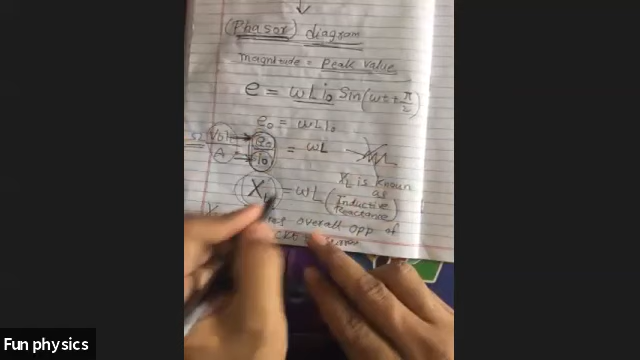 (Phasor) diagram
Magnitude = Peak Value
e = ωLi₀ Sin(ωt + π/2)
e₀ = ωLI₀
Volt → e₀
A → I₀
= ωL
X_L = ωL
X_L is known
as
(Inductive
Reactance)
overall opp of
Fun physics